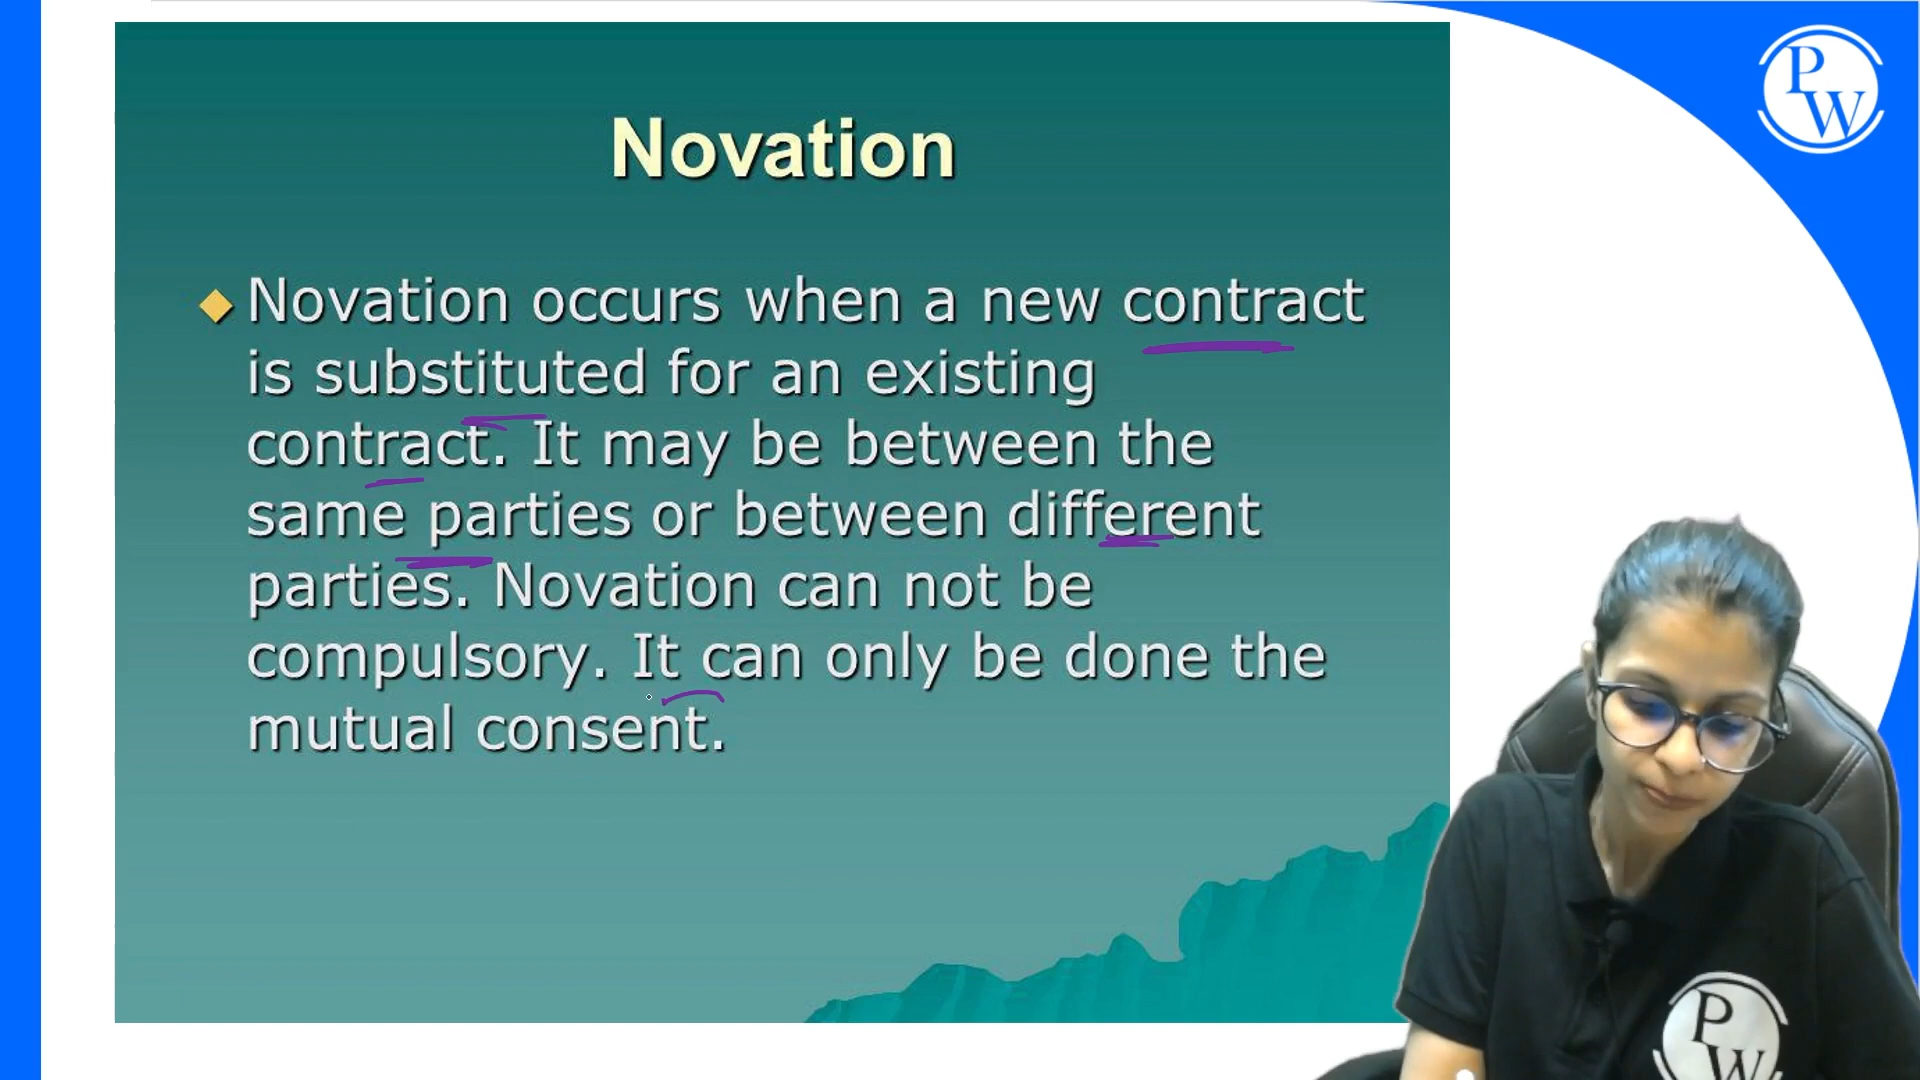 P
W
Novation
Novation occurs when a new contract
is substituted for an existing
contract. It may be between the
same parties or between different
parties. Novation can not be
compulsory. It can only be done the
mutual consent.
P
W